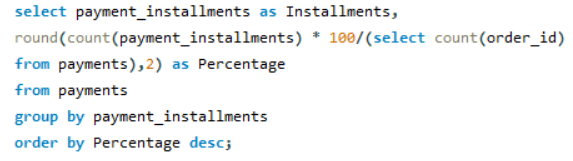 select payment_installments as Installments,
round(count(payment_installments) * 100/(select count(order_id)
from payments),2) as Percentage
from payments
group by payment_installments
order by Percentage desc;